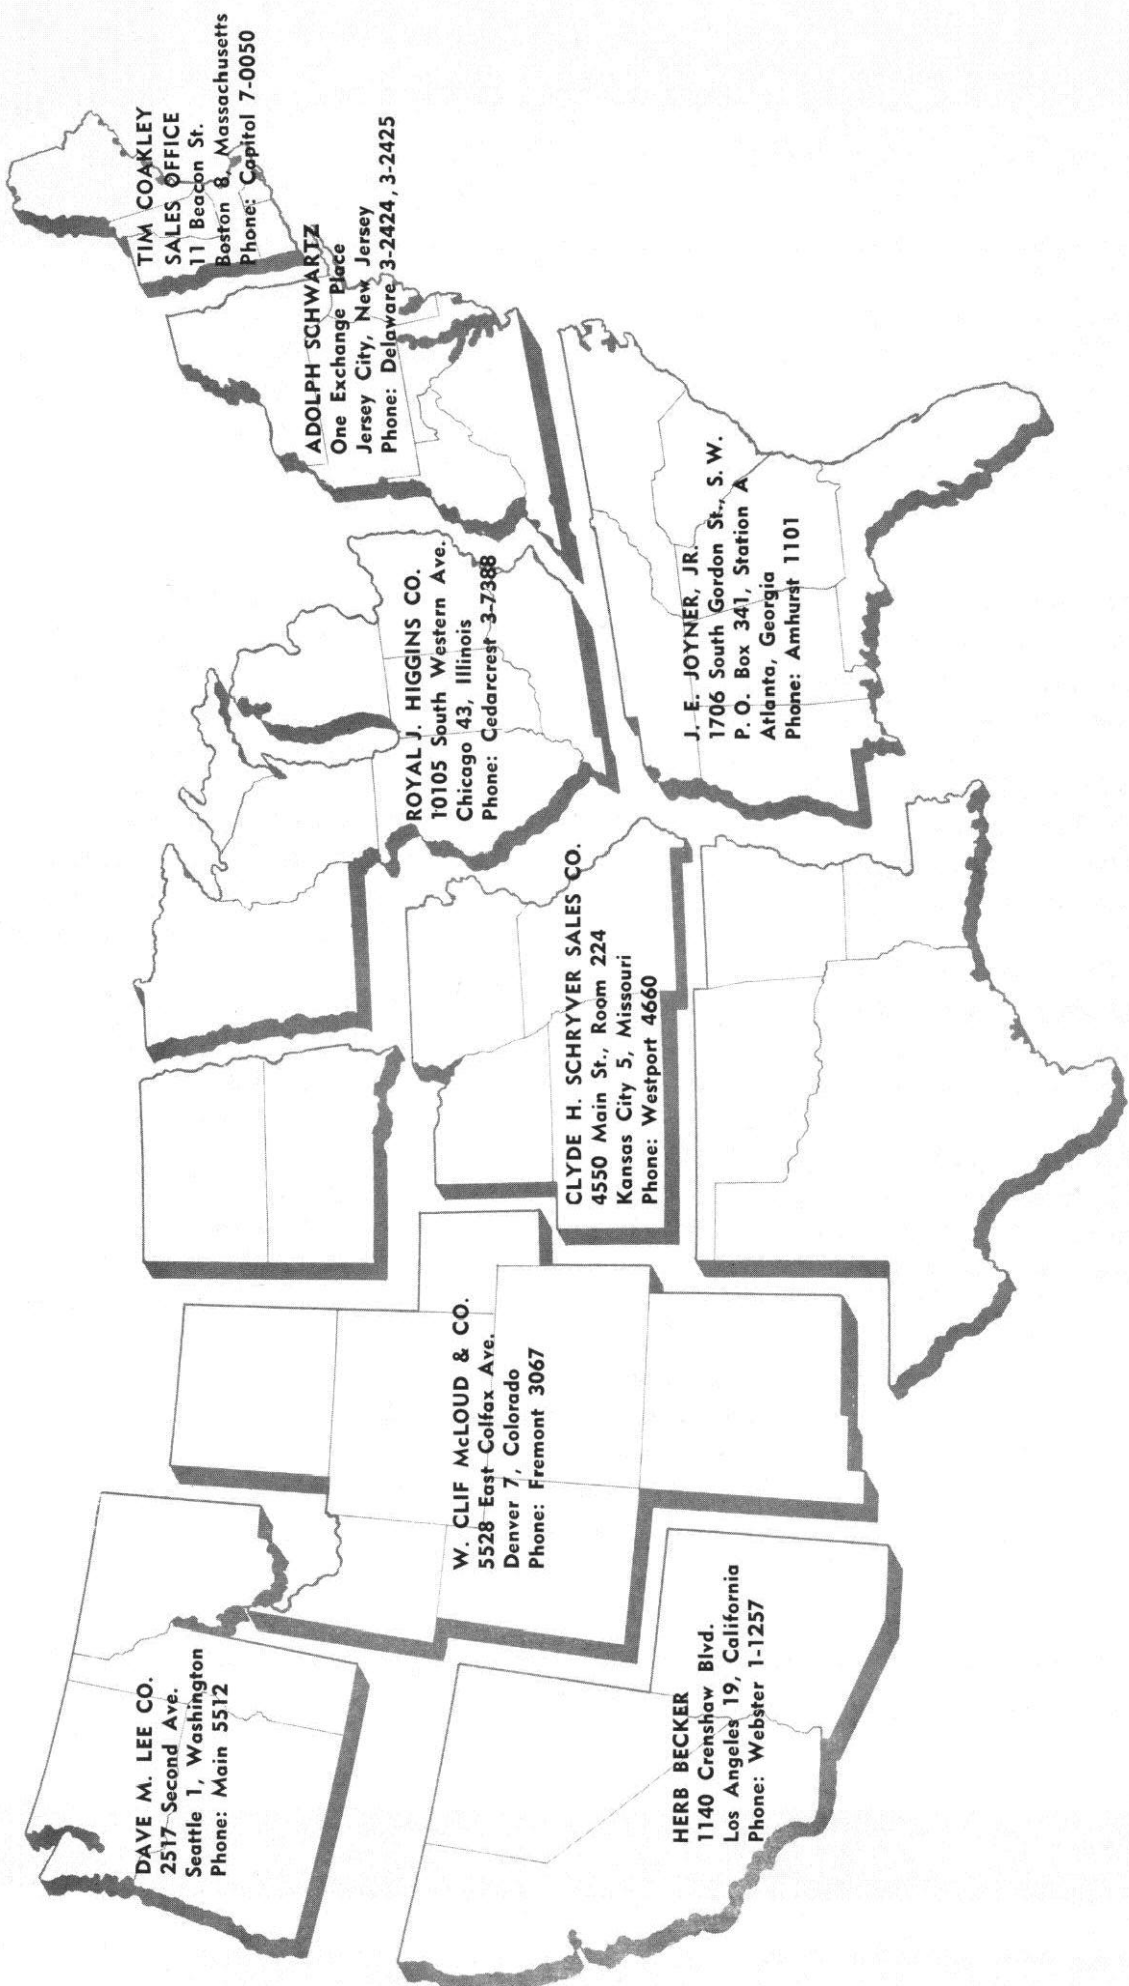 DAVE M. LEE CO.
2517 Second Ave.
Seattle 1, Washington
Phone: Main 5512
HERB BECKER
1140 Crenshaw Blvd.
Los Angeles 19, California
Phone: Webster 1-1257
W. CLIF McLOUD & CO.
5528 East Colfax Ave.
Denver 7, Colorado
Phone: Fremont 3067
CLYDE H. SCHRYVER SALES CO.
4550 Main St., Room 224
Kansas City 5, Missouri
Phone: Westport 4660
ROYAL J. HIGGINS CO.
10105 South Western Ave.
Chicago 43, Illinois
Phone: Cedarcrest 3-7388
J. E. JOYNER, JR.
1706 South Gordon St., S. W.
P. O. Box 341, Station A
Atlanta, Georgia
Phone: Amhurst 1101
ADOLPH SCHWARTZ
One Exchange Place
Jersey City, New Jersey
Phone: Delaware 3-2424, 3-2425
TIM COAKLEY
SALES OFFICE
11 Beacon St.
Boston 8, Massachusetts
Phone: Capitol 7-0050